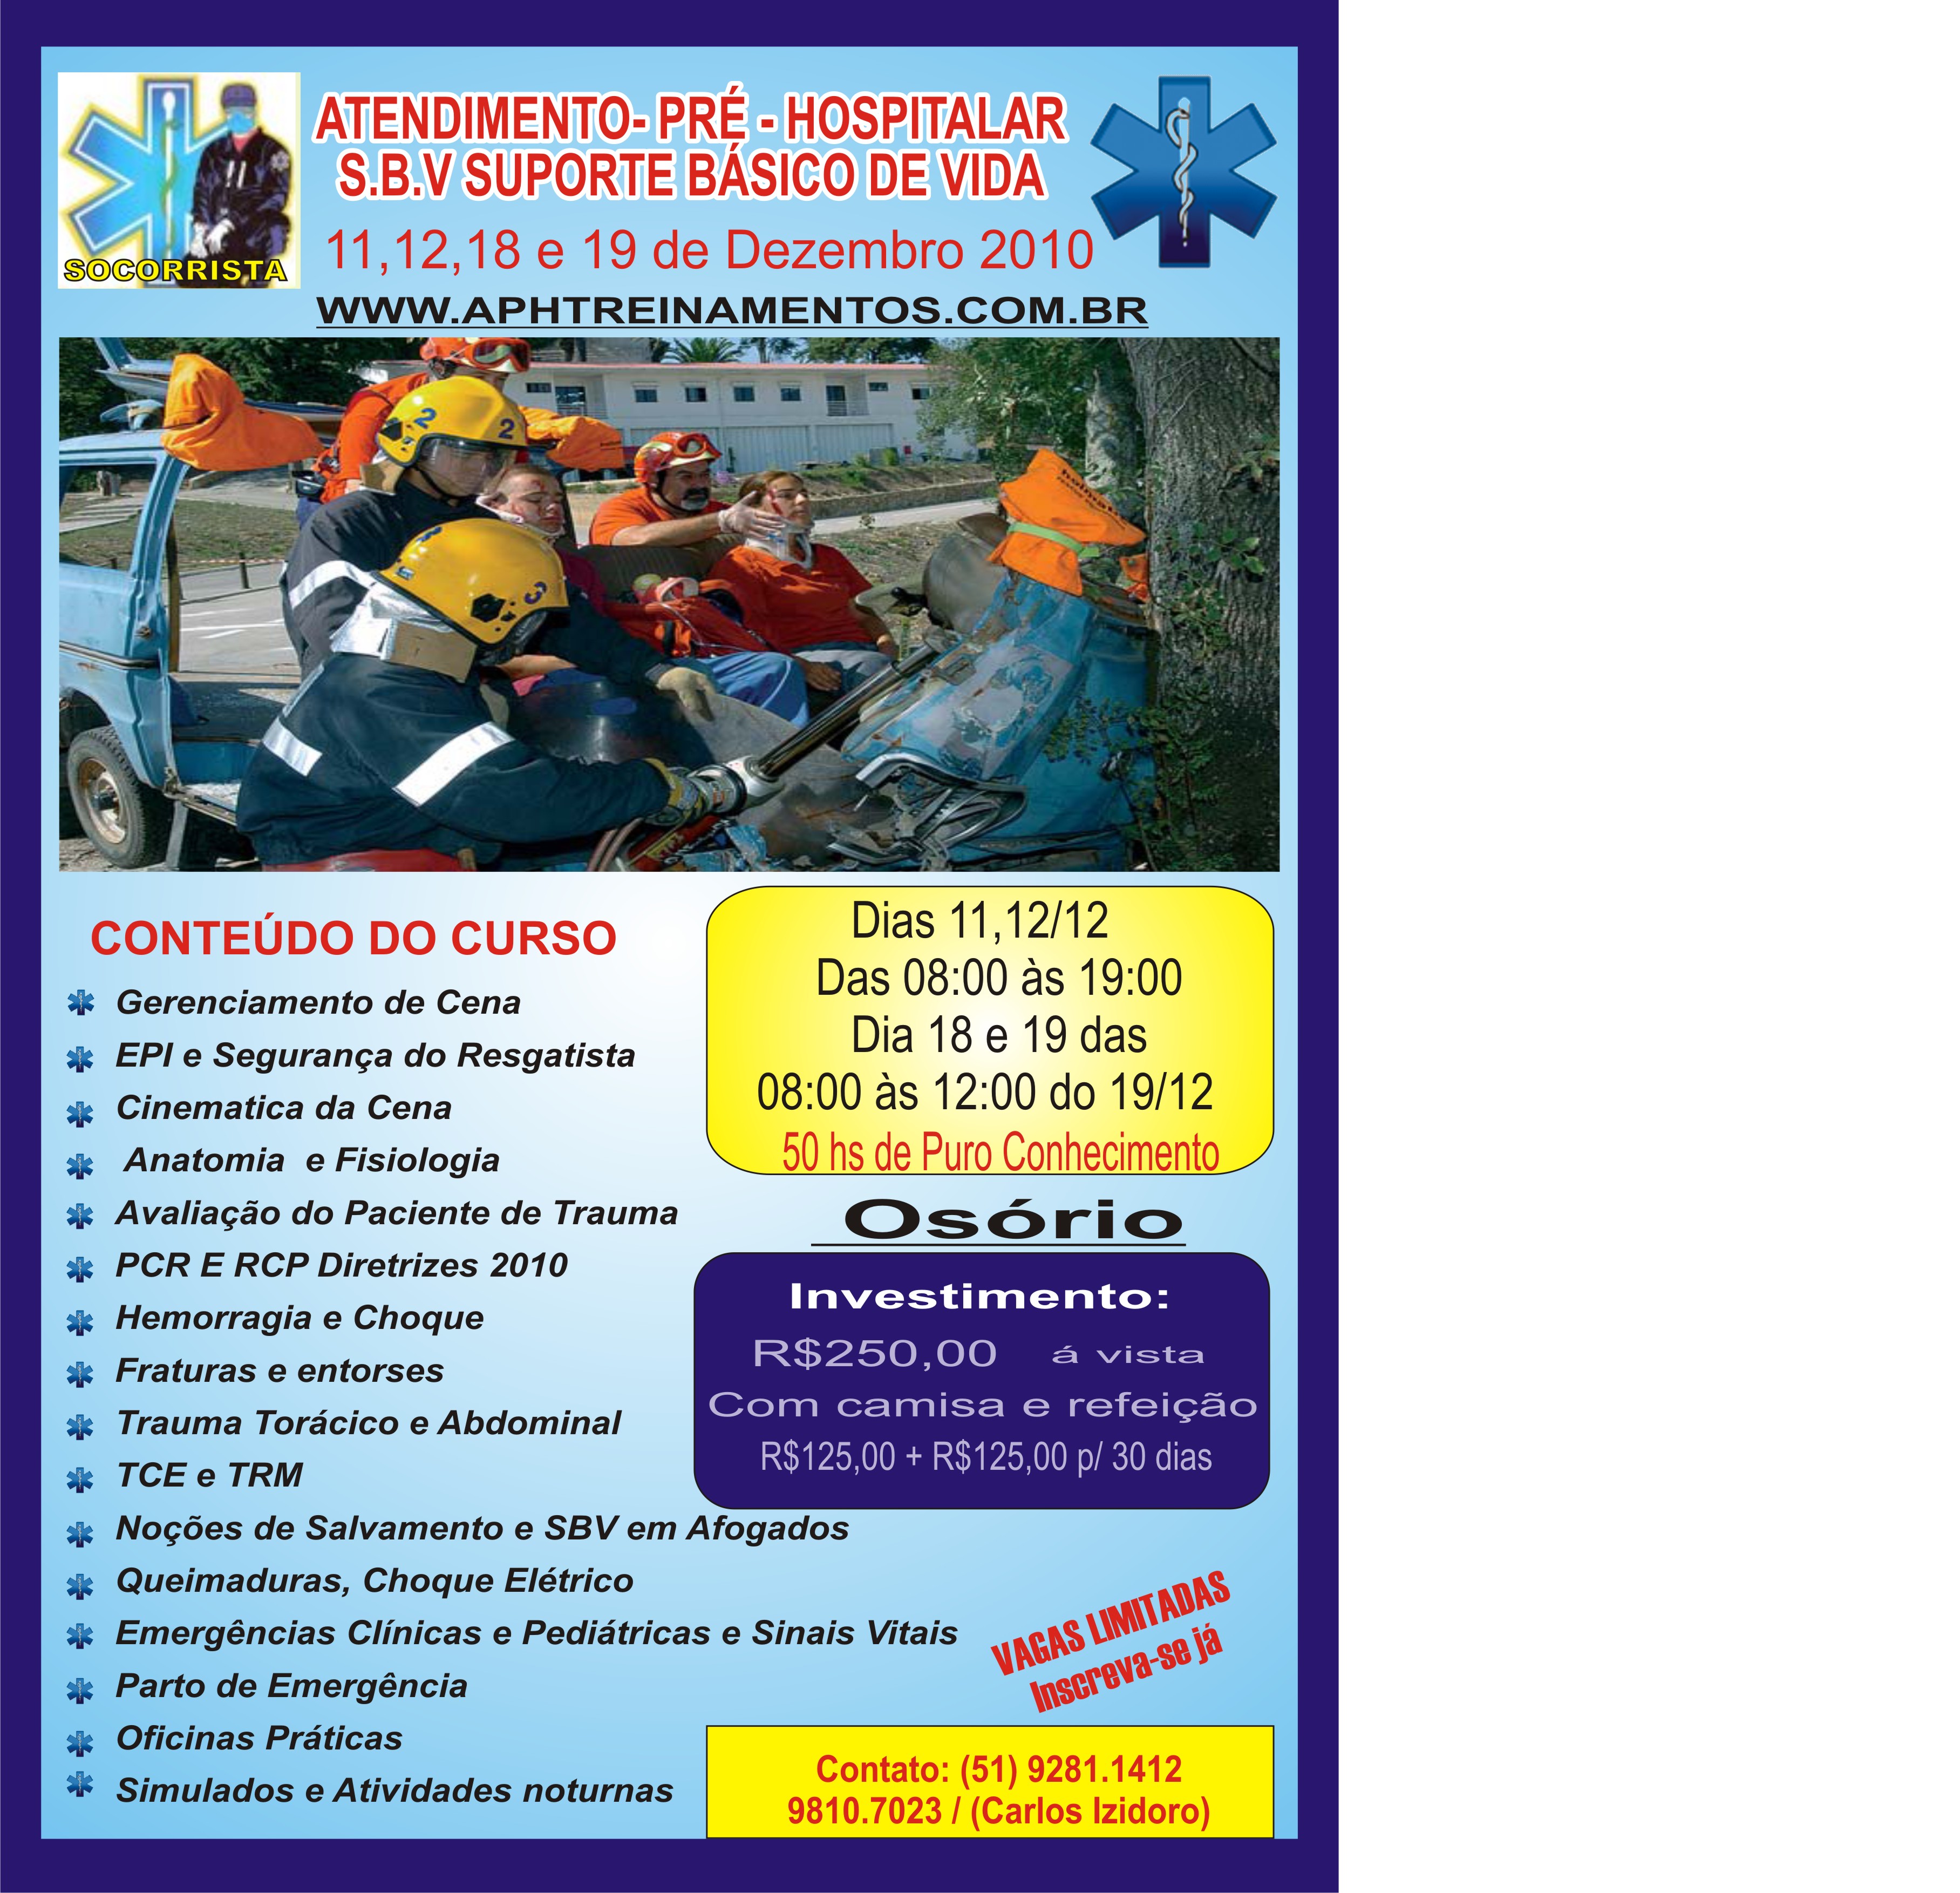 SOCORRISTA
ATENDIMENTO- PRÉ - HOSPITALAR
S.B.V SUPORTE BÁSICO DE VIDA
11,12,18 e 19 de Dezembro 2010
WWW.APHTREINAMENTOS.COM.BR
2 2
3
CONTEÚDO DO CURSO
Gerenciamento de Cena
EPI e Segurança do Resgatista
Cinematica da Cena
Anatomia e Fisiologia
Avaliação do Paciente de Trauma
PCR E RCP Diretrizes 2010
Hemorragia e Choque
Fraturas e entorses
Trauma Torácico e Abdominal
TCE e TRM
Noções de Salvamento e SBV em Afogados
Queimaduras, Choque Elétrico
Emergências Clínicas e Pediátricas e Sinais Vitais
Parto de Emergência
Oficinas Práticas
Simulados e Atividades noturnas
Dias 11,12/12
Das 08:00 às 19:00
Dia 18 e 19 das
08:00 às 12:00 do 19/12
50 hs de Puro Conhecimento
Osório
Investimento:
R$250,00 á vista
Com camisa e refeição
R$125,00 + R$125,00 p/ 30 dias
VAGAS LIMITADAS
Inscreva-se já
Contato: (51) 9281.1412
9810.7023 / (Carlos Izidoro)